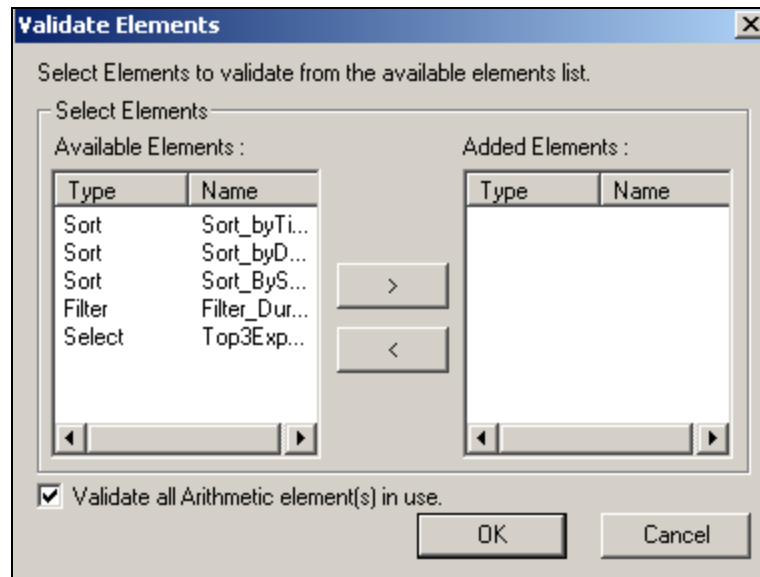 Validate Elements
Select Elements to validate from the available elements list.
Select Elements
Available Elements :
Added Elements :
Type Name
Type Name
Sort Sort_byTi...
Sort Sort_byD...
Sort Sort_ByS...
Filter Filter_Dur...
Select Top3Exp...
>
<
Validate all Arithmetic element(s) in use.
OK Cancel